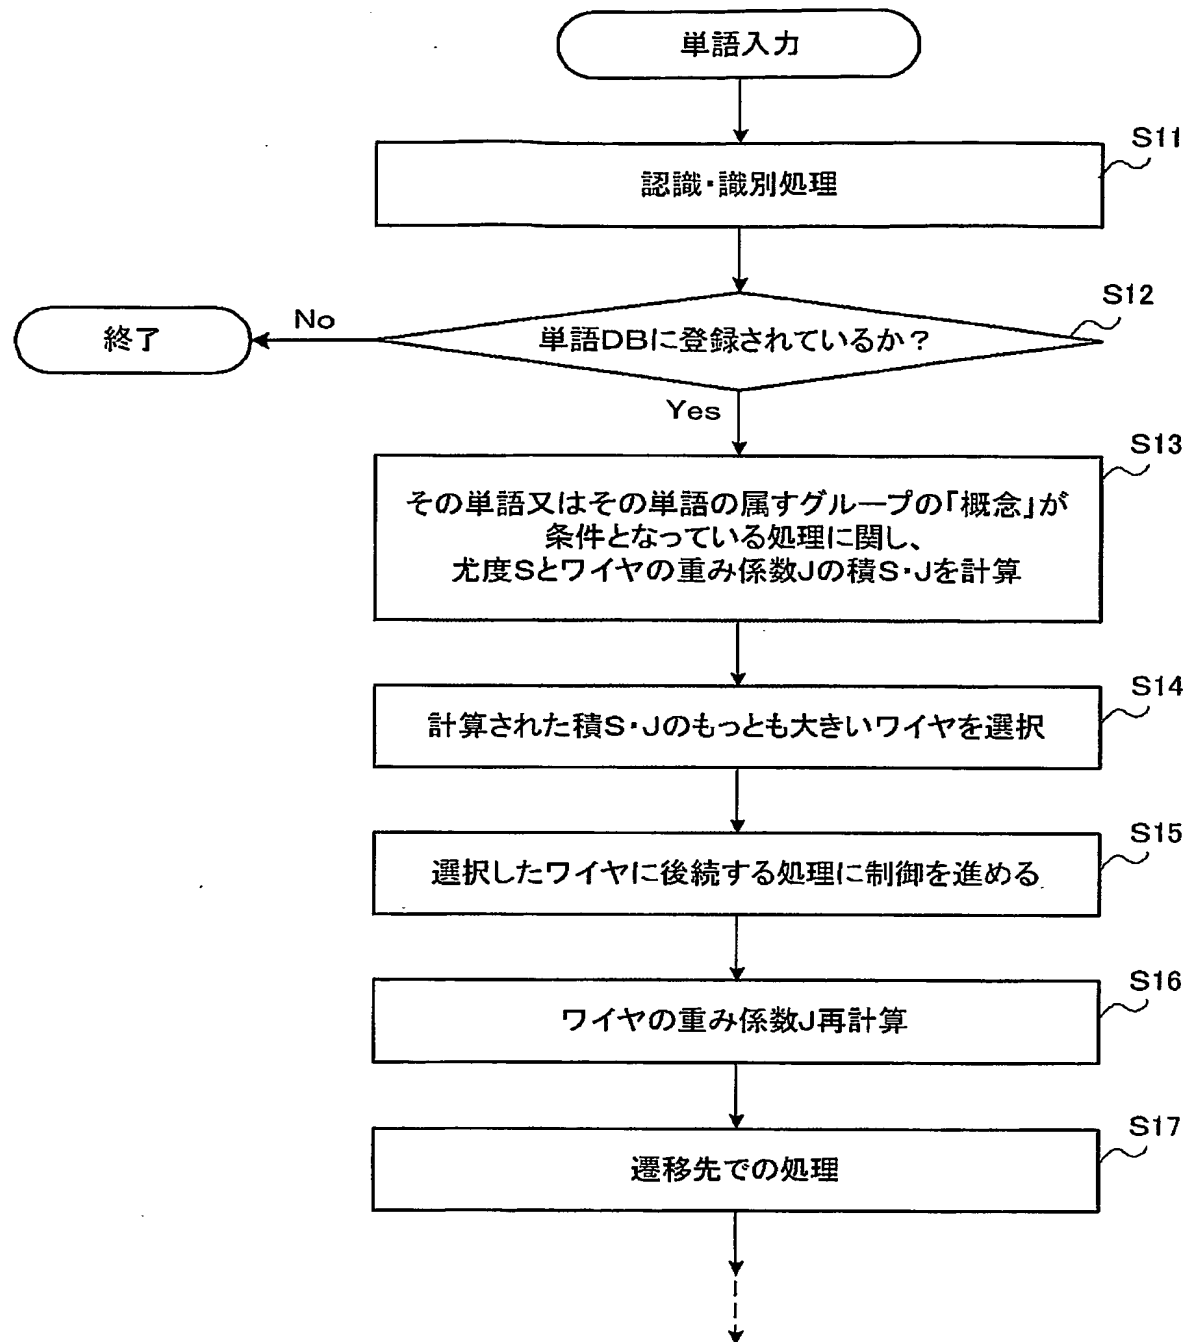 単語入力
S11
認識・識別処理
S12
単語DBに登録されているか？
No
終了
Yes
S13
その単語又はその単語の属すグループの「概念」が
条件となっている処理に関し、
尤度SとワイヤのKみ係数Jの積S・Jを計算
S14
計算された積S・Jのもっとも大きいワイヤを選択
S15
選択したワイヤに後続する処理に制御を進める
S16
ワイヤの重み係数J再計算
S17
遷移先での処理